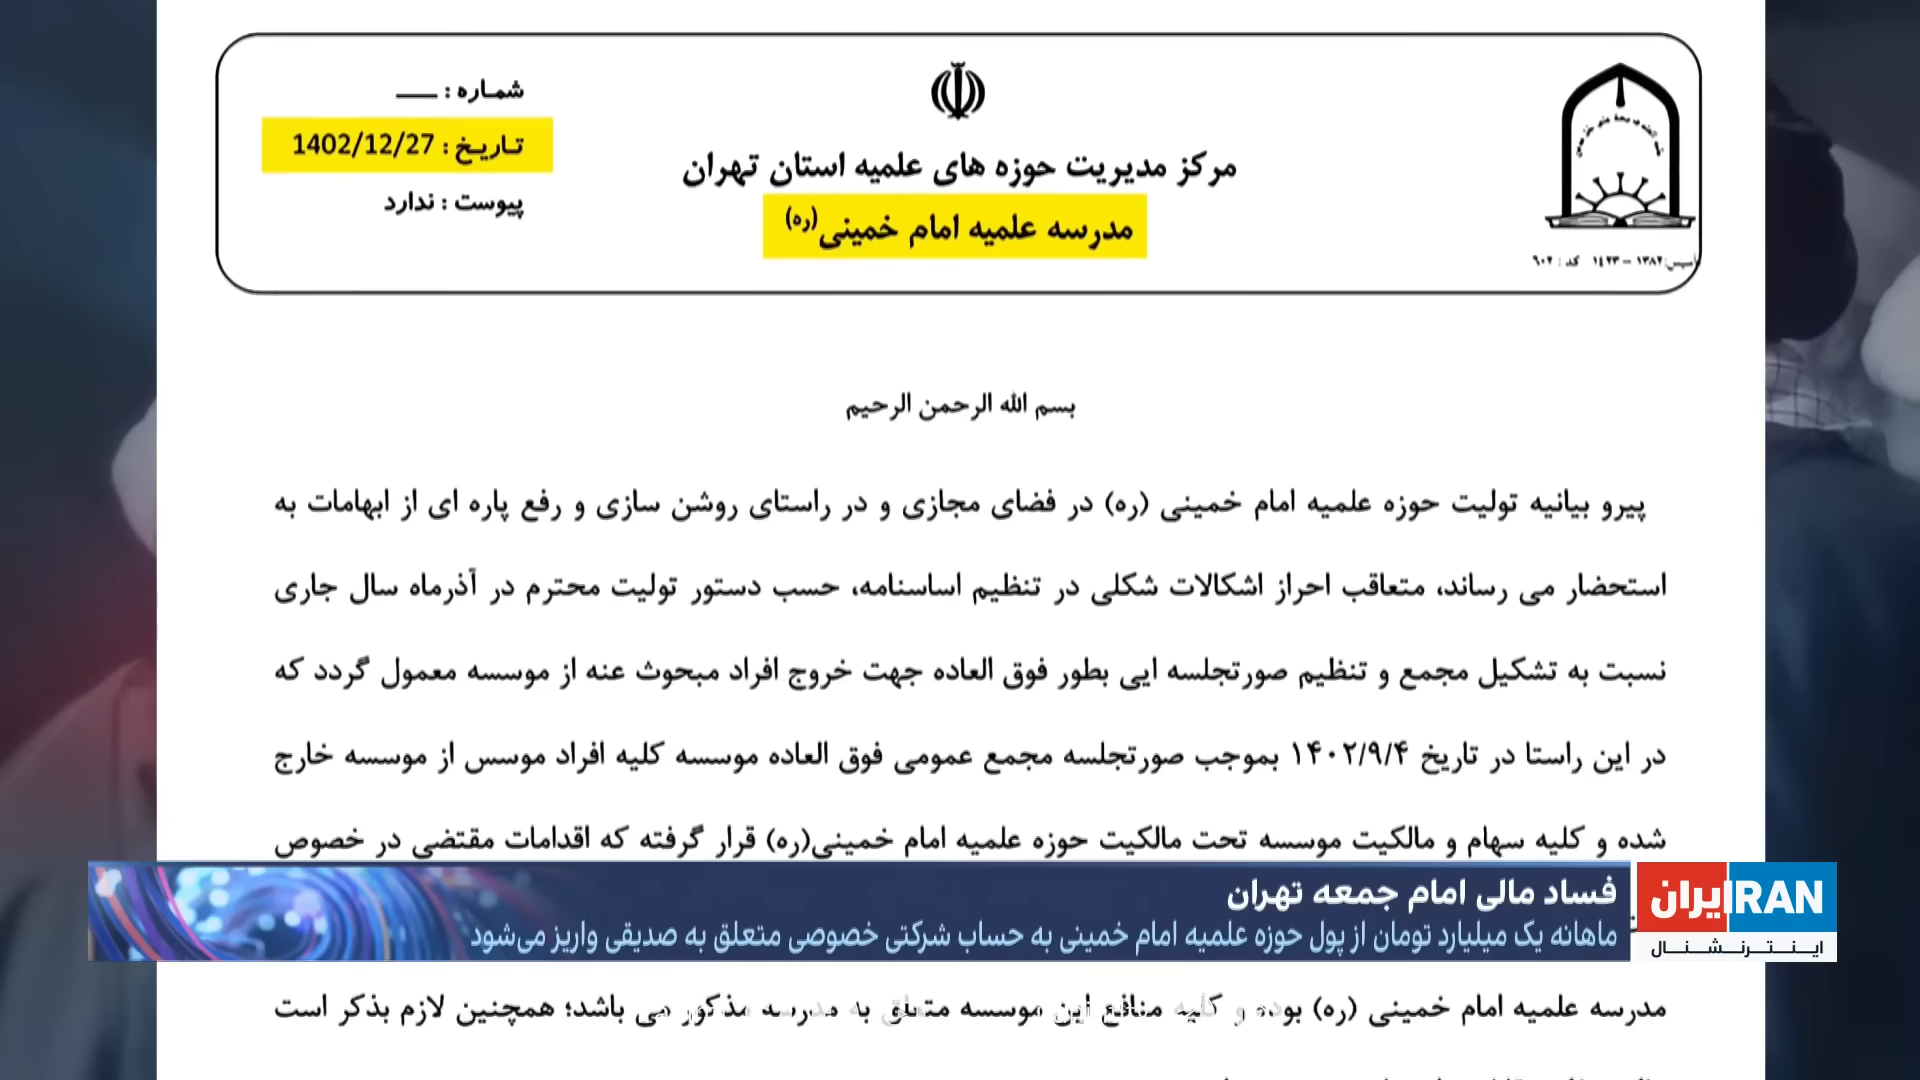 شماره : ـــــ
تاریخ : 1402/12/27
پیوست : ندارد
مرکز مدیریت حوزه های علمیه استان تهران
مدرسه علمیه امام خمینی(ره)
تاسیس: ۱۳۸۲ – ۱٤۲۳ کد : ٦۰۲
بسم الله الرحمن الرحیم
پیرو بیانیه تولیت حوزه علمیه امام خمینی (ره) در فضای مجازی و در راستای روشن سازی و رفع پاره ای از ابهامات به
استحضار می رساند، متعاقب احراز اشکالات شکلی در تنظیم اساسنامه، حسب دستور تولیت محترم در آذرماه سال جاری
نسبت به تشکیل مجمع و تنظیم صورتجلسه ایی بطور فوق العاده جهت خروج افراد مبحوث عنه از موسسه معمول گردد که
در این راستا در تاریخ ۱۴۰۲/۹/۴ بموجب صورتجلسه مجمع عمومی فوق العاده موسسه کلیه افراد موسس از موسسه خارج
شده و کلیه سهام و مالکیت موسسه تحت مالکیت حوزه علمیه امام خمینی(ره) قرار گرفته که اقدامات مقتضی در خصوص
فساد مالی امام جمعه تهران
ماهانه یک میلیارد تومان از پول حوزه علمیه امام خمینی به حساب شرکتی خصوصی متعلق به صدیقی واریز می‌شود
ایران IRAN
اینترنشنال
مدرسه علمیه امام خمینی (ره) بوده و کلیه منافع این موسسه متعلق به مدرسه مذکور می باشد؛ همچنین لازم بذکر است